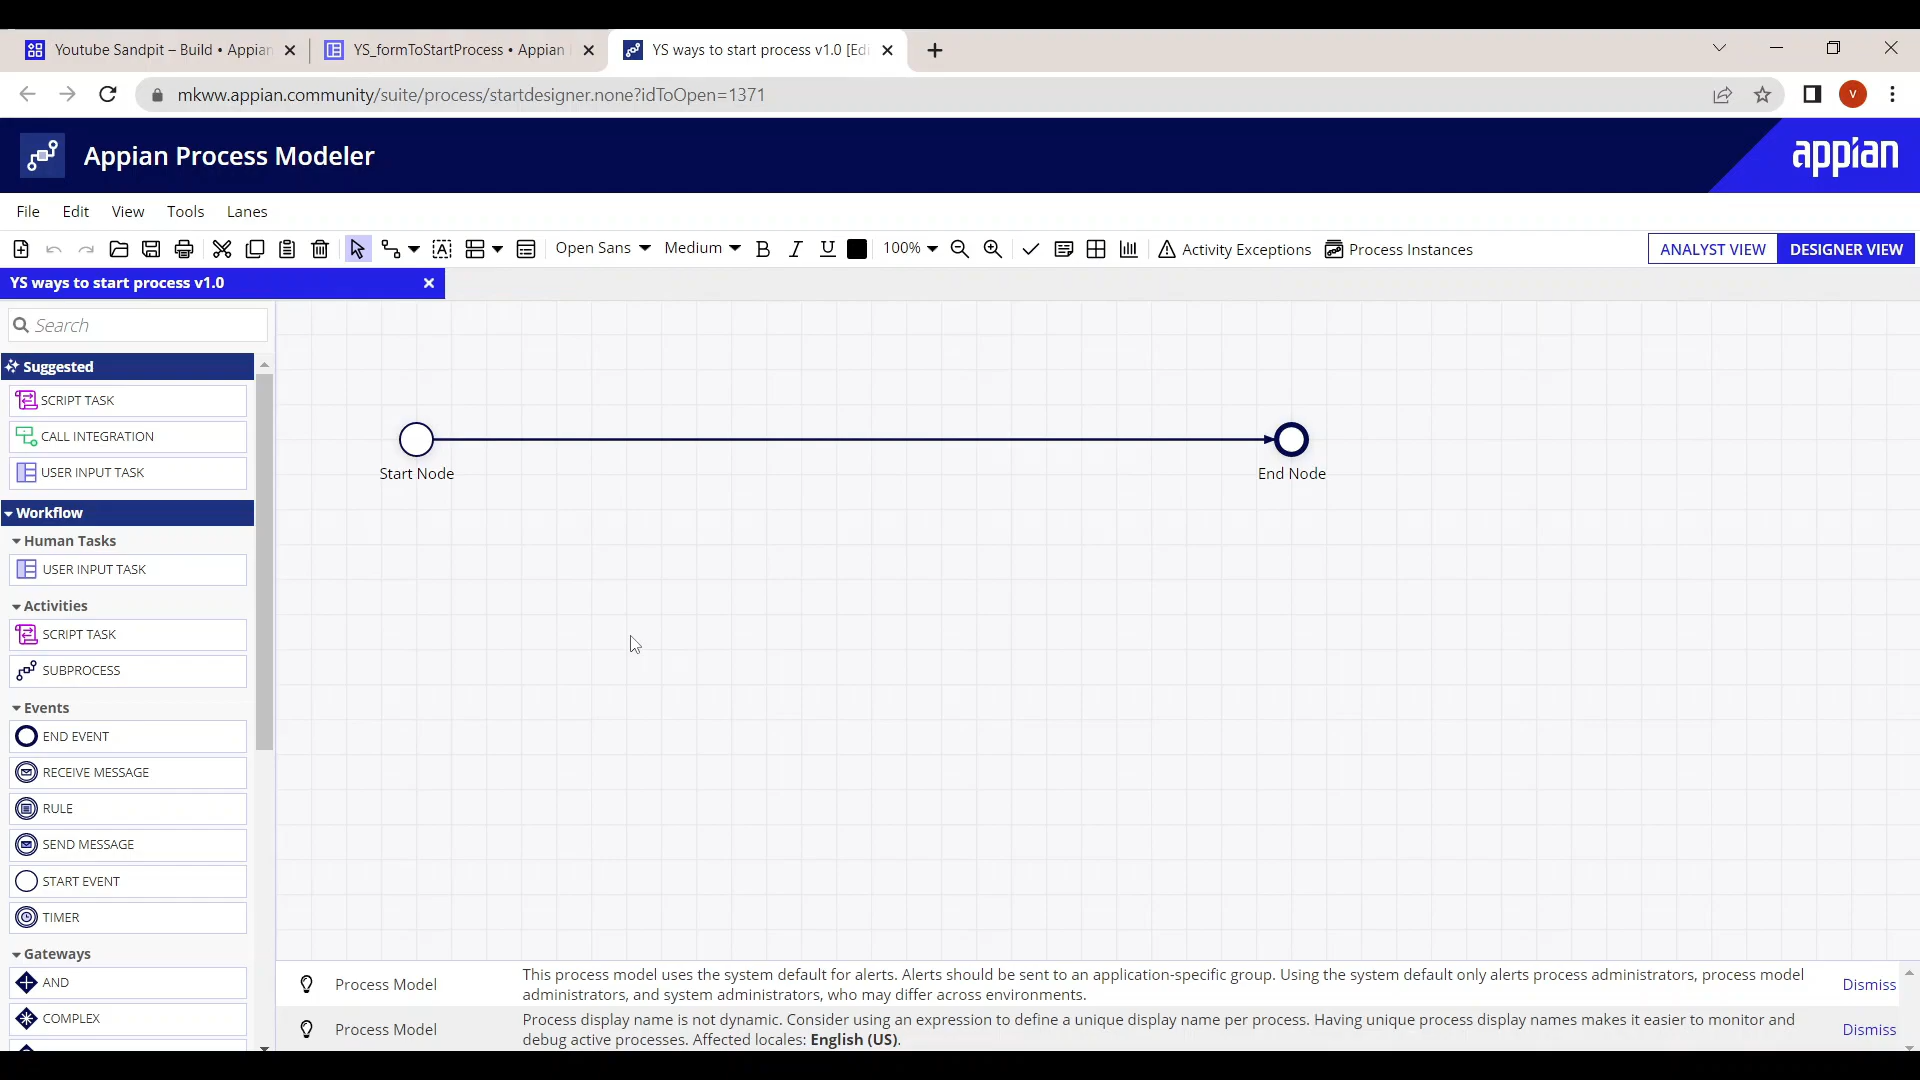 Youtube Sandpit – Build • Appian
YS_formToStartProcess • Appian
YS ways to start process v1.0 [Edi
mkww.appian.community/suite/process/startdesigner.none?idToOpen=1371
V
Appian Process Modeler
appian
File Edit View Tools Lanes
Open Sans Medium B I U 100% Activity Exceptions Process Instances ANALYST VIEW DESIGNER VIEW
YS ways to start process v1.0
Search
Suggested
SCRIPT TASK
CALL INTEGRATION
USER INPUT TASK
Workflow
Human Tasks
USER INPUT TASK
Activities
SCRIPT TASK
SUBPROCESS
Events
END EVENT
RECEIVE MESSAGE
RULE
SEND MESSAGE
START EVENT
TIMER
Gateways
AND
COMPLEX
Start Node
End Node
Process Model
This process model uses the system default for alerts. Alerts should be sent to an application-specific group. Using the system default only alerts process administrators, process model
administrators, and system administrators, who may differ across environments.
Dismiss
Process Model
Process display name is not dynamic. Consider using an expression to define a unique display name per process. Having unique process display names makes it easier to monitor and
debug active processes. Affected locales: English (US).
Dismiss